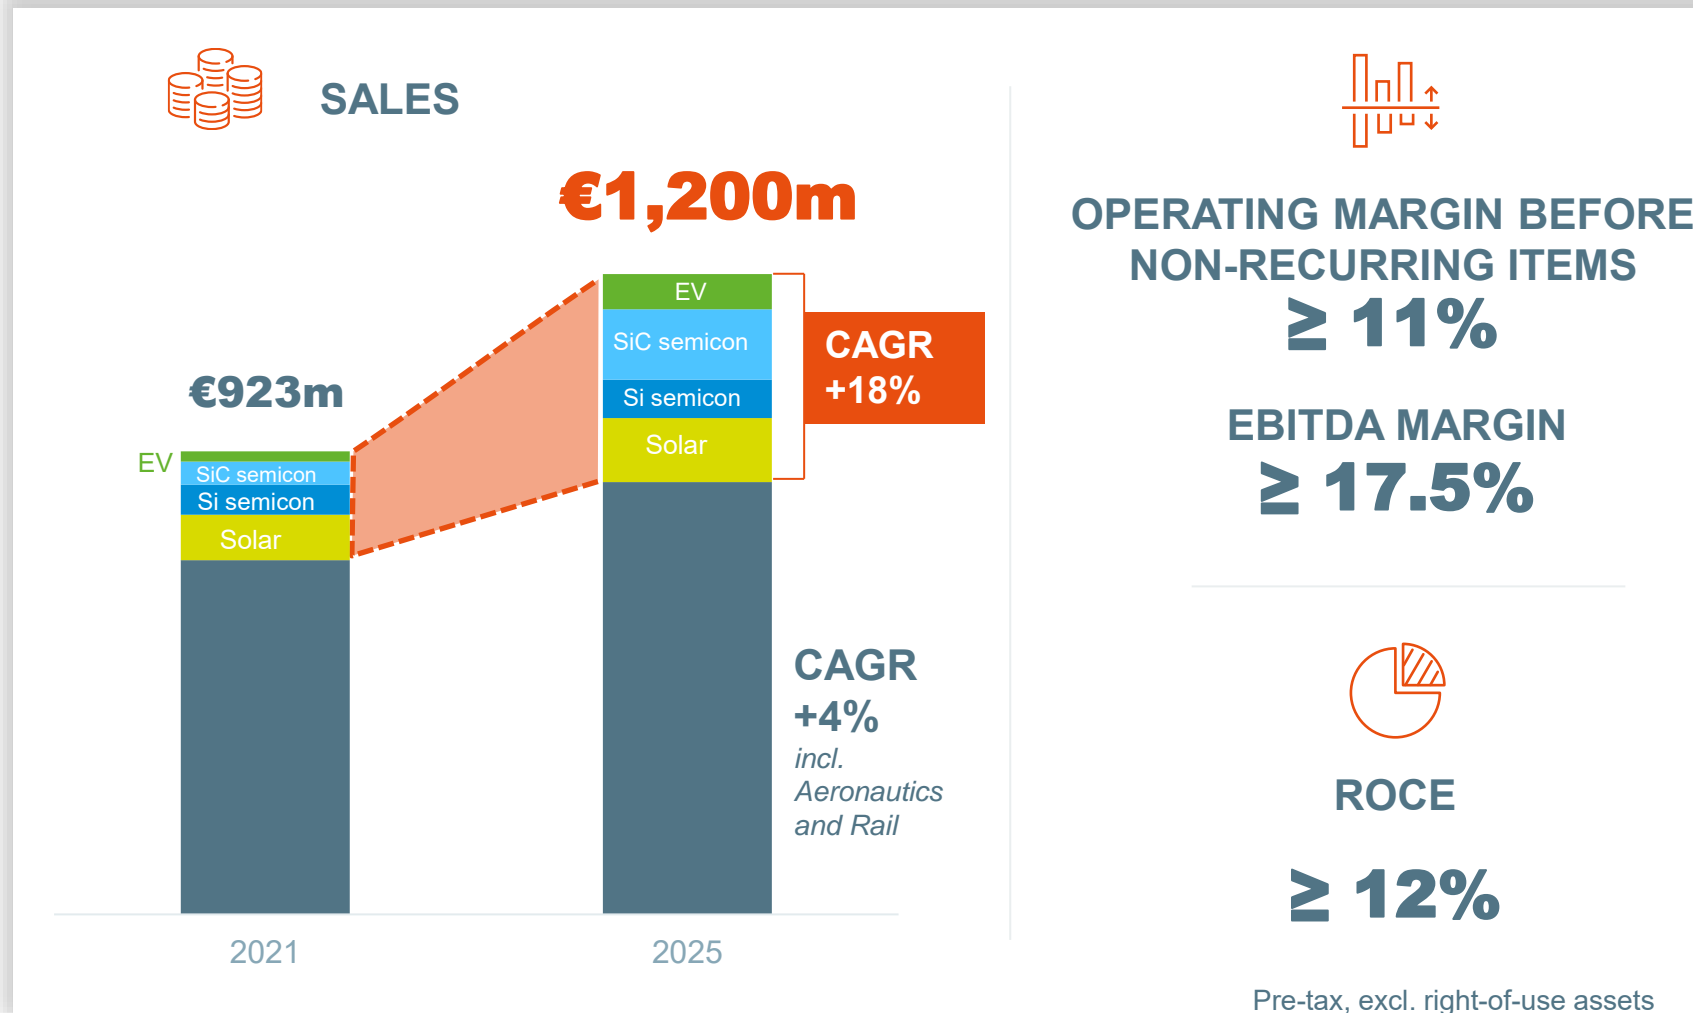 SALES
€1,200m
€923m
EV
SiC semicon
Si semicon
Solar
EV
SiC semicon
Si semicon
Solar
CAGR
+18%
CAGR
+4%
incl.
Aeronautics
and Rail
2021
2025
OPERATING MARGIN BEFORE
NON-RECURRING ITEMS
≥ 11%
EBITDA MARGIN
≥ 17.5%
ROCE
≥ 12%
Pre-tax, excl. right-of-use assets